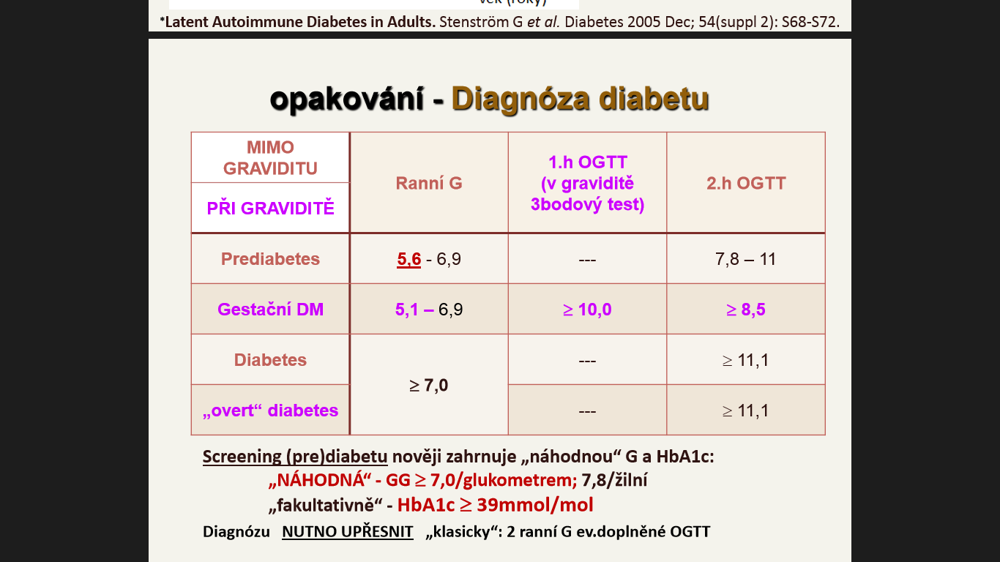 věk (roky)
*Latent Autoimmune Diabetes in Adults. Stenström G et al. Diabetes 2005 Dec; 54(suppl 2): S68-S72.
opakování - Diagnóza diabetu
MIMO
GRAVIDITU
PŘI GRAVIDITĚ
Ranní G
1.h OGTT
(v graviditě
3bodový test)
2.h OGTT
Prediabetes 5,6 - 6,9 --- 7,8 – 11
Gestační DM 5,1 – 6,9 ≥ 10,0 ≥ 8,5
Diabetes --- ≥ 11,1
≥ 7,0
„overt“ diabetes --- ≥ 11,1
Screening (pre)diabetu nověji zahrnuje „náhodnou“ G a HbA1c:
„NÁHODNÁ“ - GG ≥ 7,0/glukometrem; 7,8/žilní
„fakultativně“ - HbA1c ≥ 39mmol/mol
Diagnózu NUTNO UPŘESNIT „klasicky“: 2 ranní G ev.doplněné OGTT